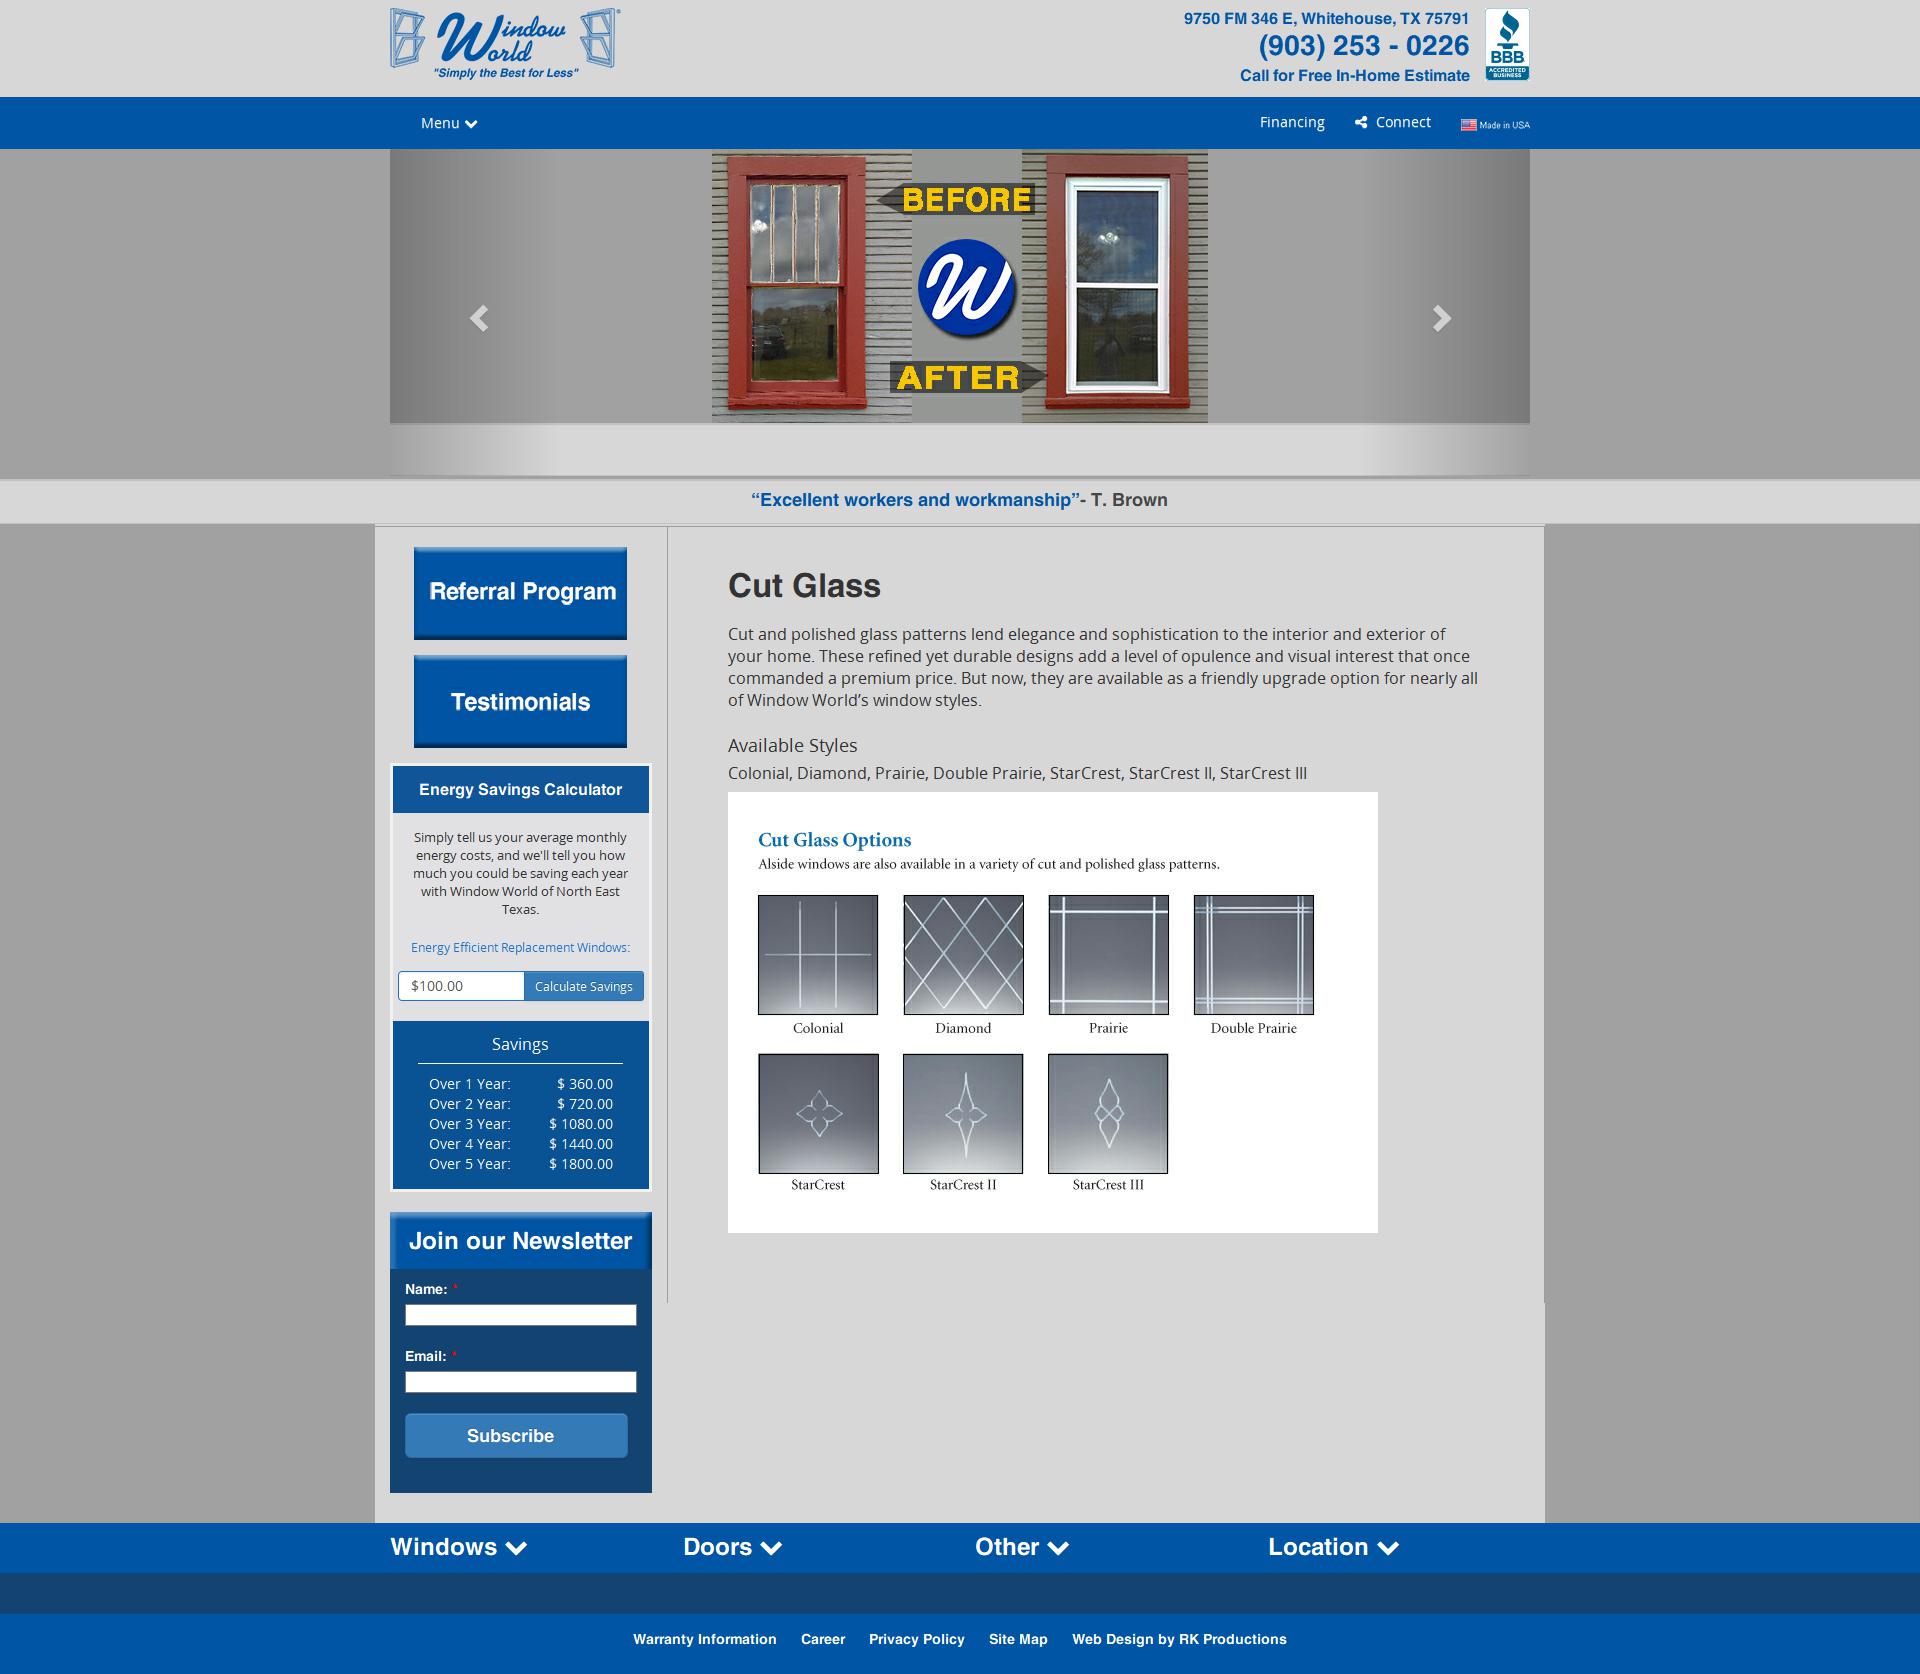 Window World
"Simply the Best for Less"
9750 FM 346 E, Whitehouse, TX 75791
(903) 253 - 0226
Call for Free In-Home Estimate
BBB
ACCREDITED
BUSINESS
Menu
Financing
Connect
Made in USA
BEFORE
W
AFTER
“Excellent workers and workmanship”- T. Brown
Referral Program
Testimonials
Energy Savings Calculator
Simply tell us your average monthly
energy costs, and we'll tell you how
much you could be saving each year
with Window World of North East
Texas.
Energy Efficient Replacement Windows:
$100.00
Calculate Savings
Savings
Over 1 Year: $ 360.00
Over 2 Year: $ 720.00
Over 3 Year: $ 1080.00
Over 4 Year: $ 1440.00
Over 5 Year: $ 1800.00
Join our Newsletter
Name: *
Email: *
Subscribe
Cut Glass
Cut and polished glass patterns lend elegance and sophistication to the interior and exterior of
your home. These refined yet durable designs add a level of opulence and visual interest that once
commanded a premium price. But now, they are available as a friendly upgrade option for nearly all
of Window World’s window styles.
Available Styles
Colonial, Diamond, Prairie, Double Prairie, StarCrest, StarCrest II, StarCrest III
Cut Glass Options
Alside windows are also available in a variety of cut and polished glass patterns.
Colonial
Diamond
Prairie
Double Prairie
StarCrest
StarCrest II
StarCrest III
Windows
Doors
Other
Location
Warranty Information
Career
Privacy Policy
Site Map
Web Design by RK Productions